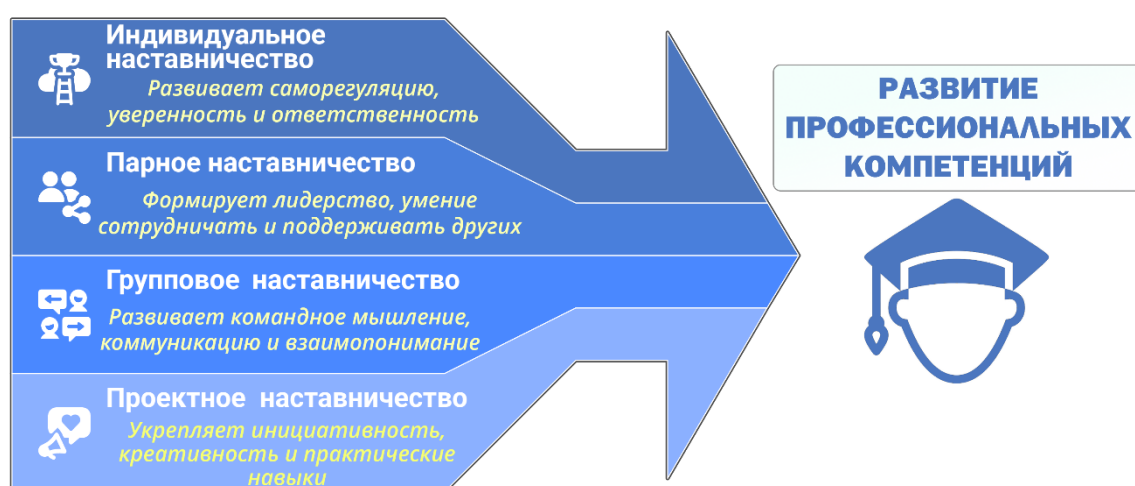 Индивидуальное
наставничество
Развивает саморегуляцию,
уверенность и ответственность
Парное наставничество
Формирует лидерство, умение
сотрудничать и поддерживать других
Групповое наставничество
Развивает командное мышление,
коммуникацию и взаимопонимание
Проектное наставничество
Укрепляет инициативность,
креативность и практические
навыки
РАЗВИТИЕ
ПРОФЕССИОНАЛЬНЫХ
КОМПЕТЕНЦИЙ